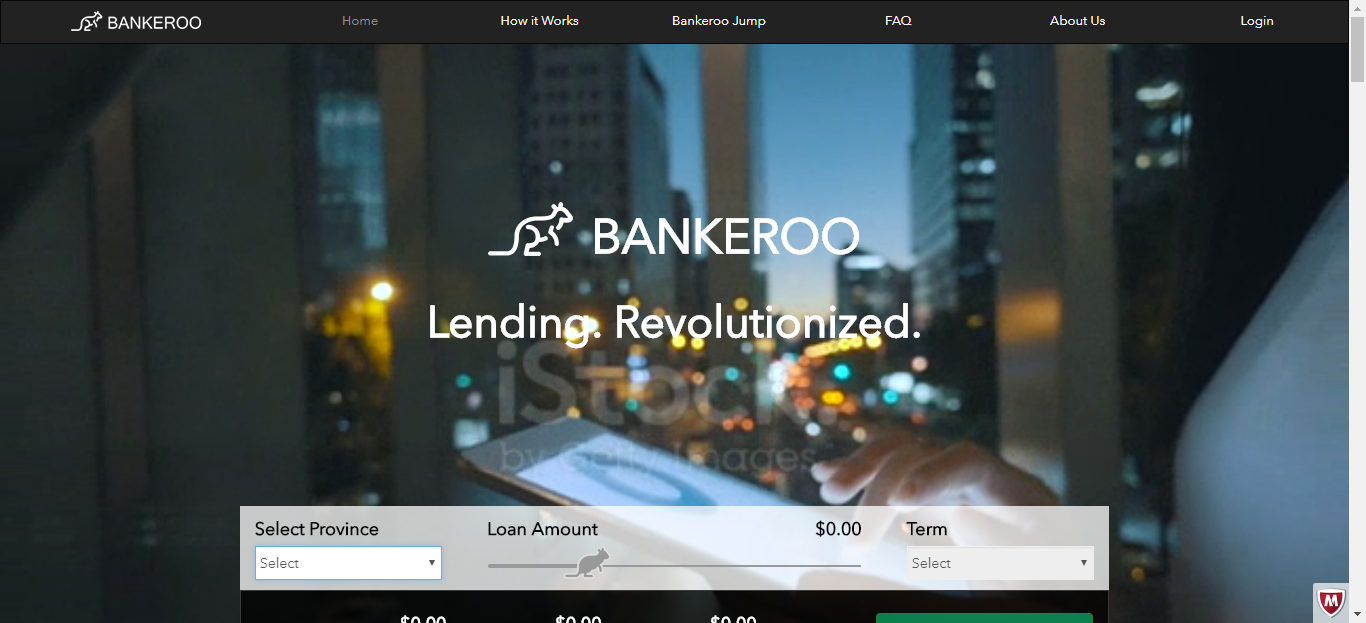 BANKEROO Home How it Works Bankeroo Jump FAQ About Us Login
BANKEROO
Lending. Revolutionized.
iStock.
by Getty Images
Select Province Loan Amount $0.00 Term
Select Select
$0.00 $0.00 $0.00
M